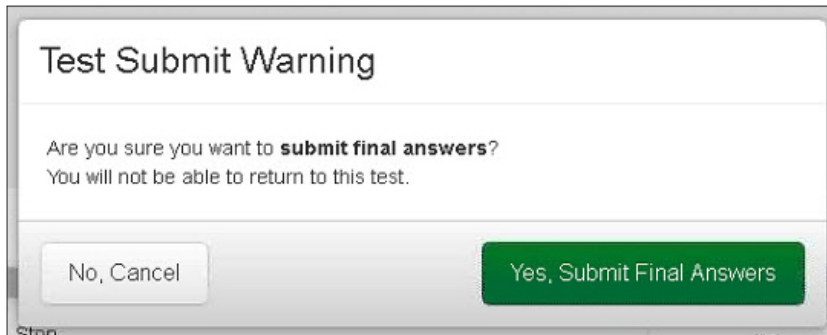 Test Submit Warning
Are you sure you want to submit final answers?
You will not be able to return to this test.
No, Cancel
Yes, Submit Final Answers